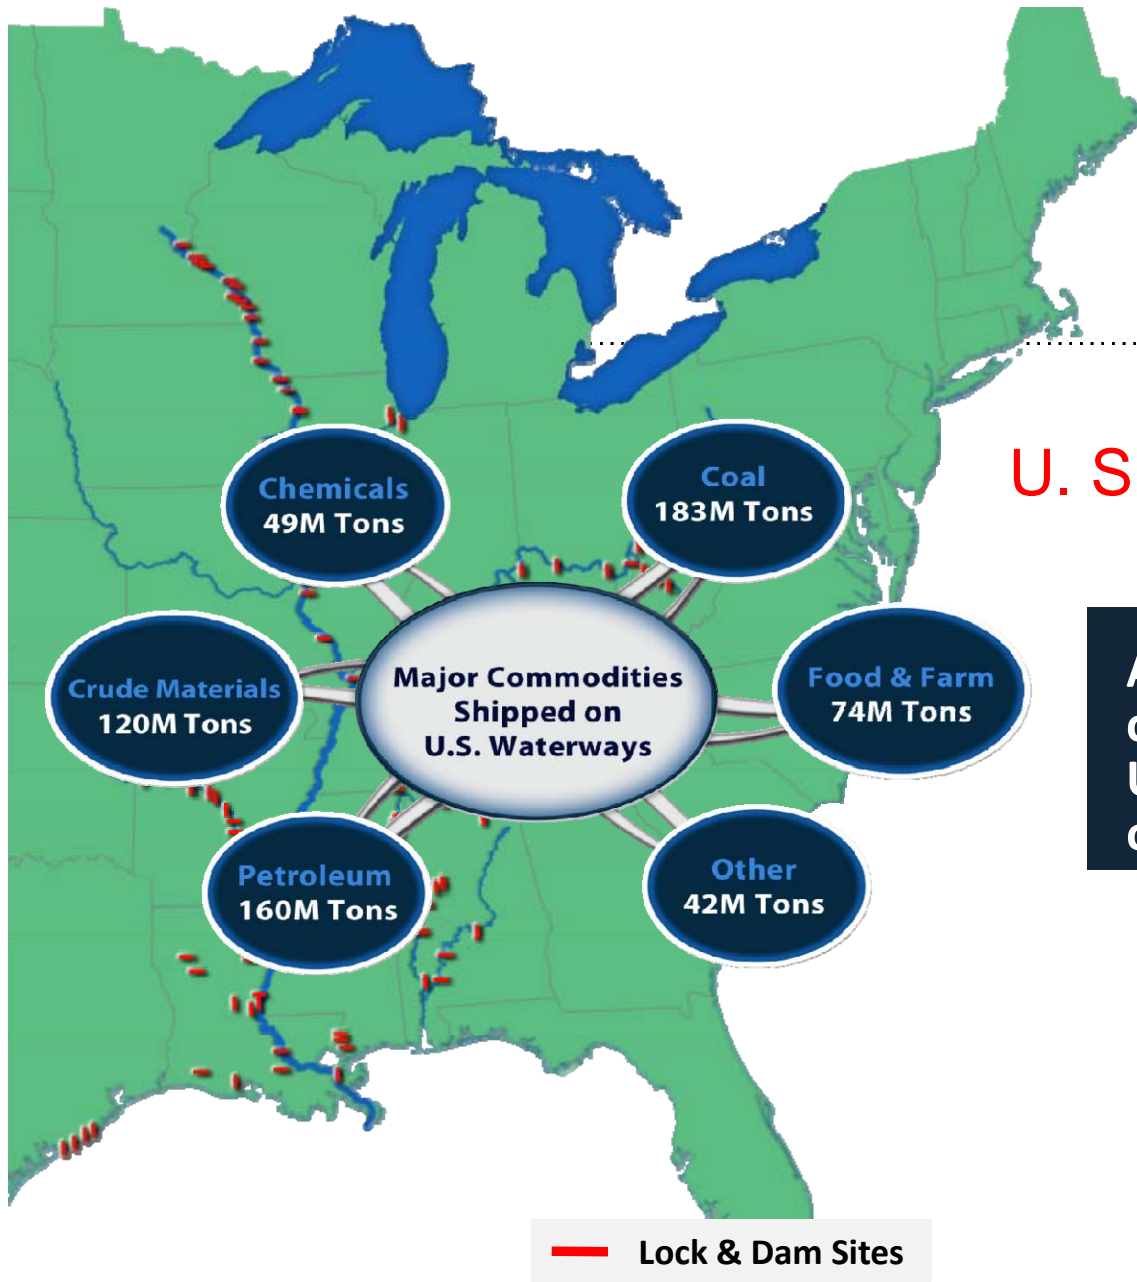 Chemicals
49M Tons
Coal
183M Tons
U. S
Major Commodities
Shipped on
U.S. Waterways
Crude Materials
120M Tons
Food & Farm
74M Tons
Petroleum
160M Tons
Other
42M Tons
Lock & Dam Sites